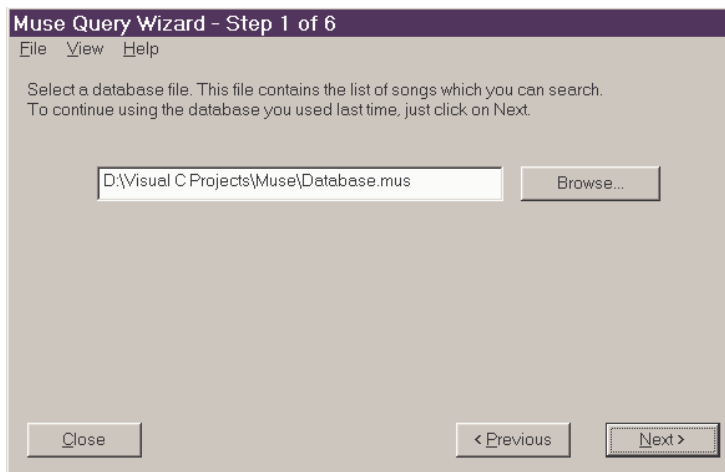 Muse Query Wizard - Step 1 of 6
File View Help
Select a database file. This file contains the list of songs which you can search.
To continue using the database you used last time, just click on Next.
D:\Visual C Projects\Muse\Database.mus
Browse...
Close
< Previous
Next >